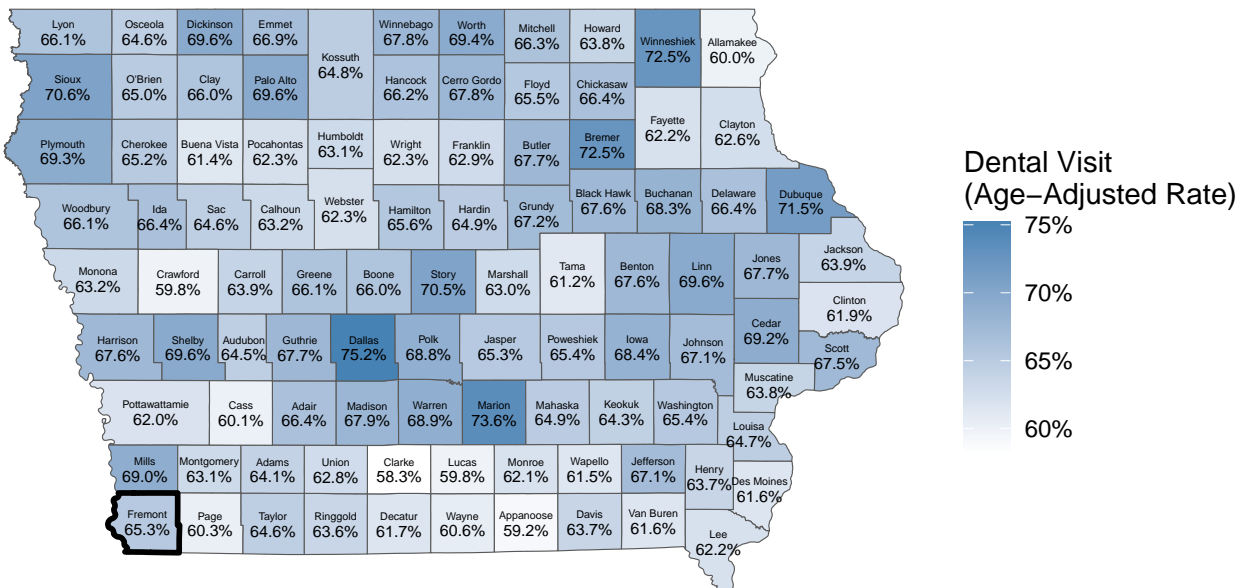 Lyon
66.1%
Osceola
64.6%
Dickinson
69.6%
Emmet
66.9%
Kossuth
64.8%
Winnebago
67.8%
Worth
69.4%
Mitchell
66.3%
Howard
63.8%
Winneshiek
72.5%
Allamakee
60.0%
Sioux
70.6%
O'Brien
65.0%
Clay
66.0%
Palo Alto
69.6%
Hancock
66.2%
Cerro Gordo
67.8%
Floyd
65.5%
Chickasaw
66.4%
Fayette
62.2%
Clayton
62.6%
Plymouth
69.3%
Cherokee
65.2%
Buena Vista
61.4%
Pocahontas
62.3%
Humboldt
63.1%
Wright
62.3%
Franklin
62.9%
Butler
67.7%
Bremer
72.5%
Woodbury
66.1%
Ida
66.4%
Sac
64.6%
Calhoun
63.2%
Webster
62.3%
Hamilton
65.6%
Hardin
64.9%
Grundy
67.2%
Black Hawk
67.6%
Buchanan
68.3%
Delaware
66.4%
Dubuque
71.5%
Monona
63.2%
Crawford
59.8%
Carroll
63.9%
Greene
66.1%
Boone
66.0%
Story
70.5%
Marshall
63.0%
Tama
61.2%
Benton
67.6%
Linn
69.6%
Jones
67.7%
Jackson
63.9%
Clinton
61.9%
Harrison
67.6%
Shelby
69.6%
Audubon
64.5%
Guthrie
67.7%
Dallas
75.2%
Polk
68.8%
Jasper
65.3%
Poweshiek
65.4%
Iowa
68.4%
Johnson
67.1%
Cedar
69.2%
Scott
67.5%
Muscatine
63.8%
Pottawattamie
62.0%
Cass
60.1%
Adair
66.4%
Madison
67.9%
Warren
68.9%
Marion
73.6%
Mahaska
64.9%
Keokuk
64.3%
Washington
65.4%
Louisa
64.7%
Mills
69.0%
Montgomery
63.1%
Adams
64.1%
Union
62.8%
Clarke
58.3%
Lucas
59.8%
Monroe
62.1%
Wapello
61.5%
Jefferson
67.1%
Henry
63.7%
Des Moines
61.6%
Fremont
65.3%
Page
60.3%
Taylor
64.6%
Ringgold
63.6%
Decatur
61.7%
Wayne
60.6%
Appanoose
59.2%
Davis
63.7%
Van Buren
61.6%
Lee
62.2%
Dental Visit
(Age−Adjusted Rate)
75%
70%
65%
60%